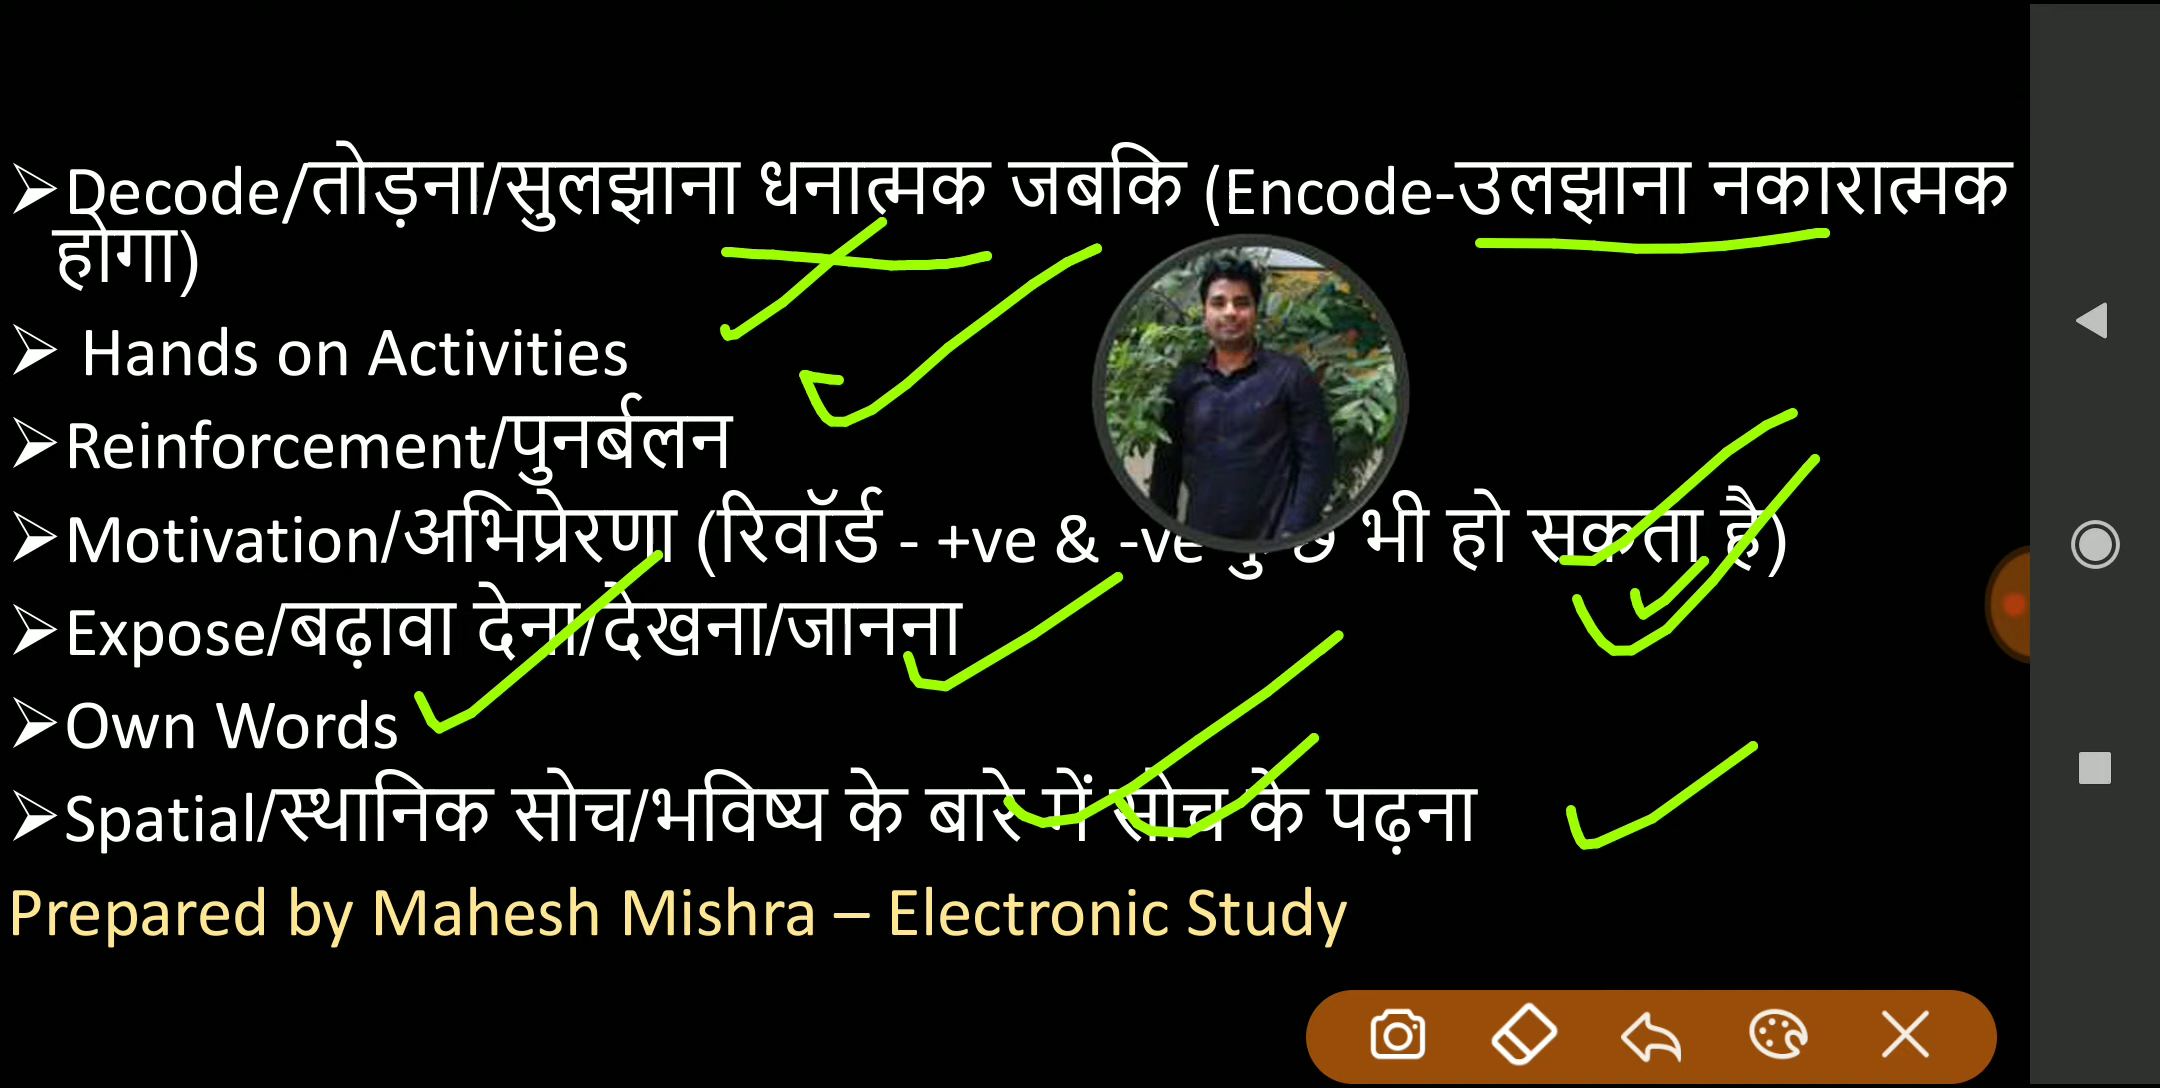 ➢Decode/तोड़ना/सुलझाना धनात्मक जबकि (Encode-उलझाना नकारात्मक
होगा)
➢ Hands on Activities
➢Reinforcement/पुनर्बलन
➢Motivation/अभिप्रेरणा (रिवॉर्ड - +ve & -ve कुछ भी हो सकता है)
➢Expose/बढ़ावा देना/देखना/जानना
➢Own Words
➢Spatial/स्थानिक सोच/भविष्य के बारे में सोच के पढ़ना
Prepared by Mahesh Mishra – Electronic Study